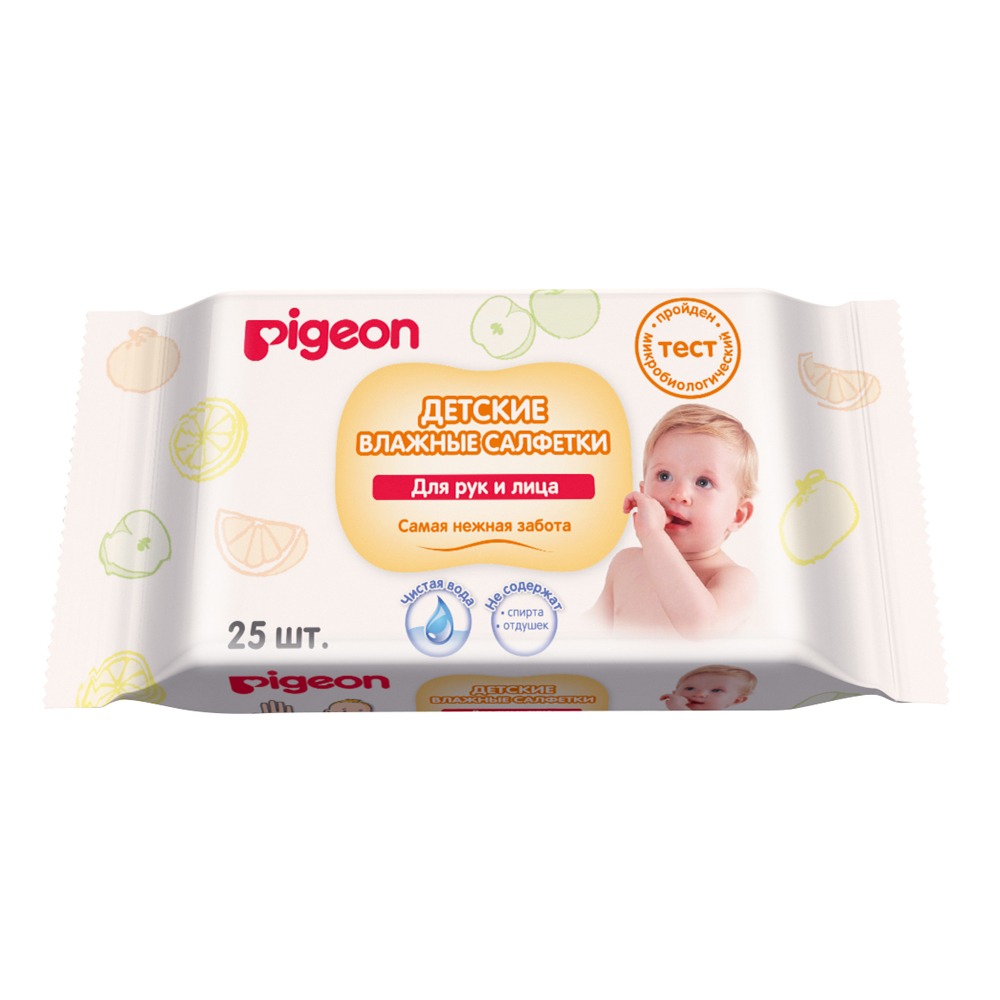 pigeon
пройден
тест
микробиологический
ДЕТСКИЕ
ВЛАЖНЫЕ САЛФЕТКИ
Для рук и лица
Самая нежная забота
Чистая вода
Не содержат
• спирта
• отдушек
25 шт.
pigeon
ДЕТСКИЕ
ВЛАЖНЫЕ САЛФЕТКИ